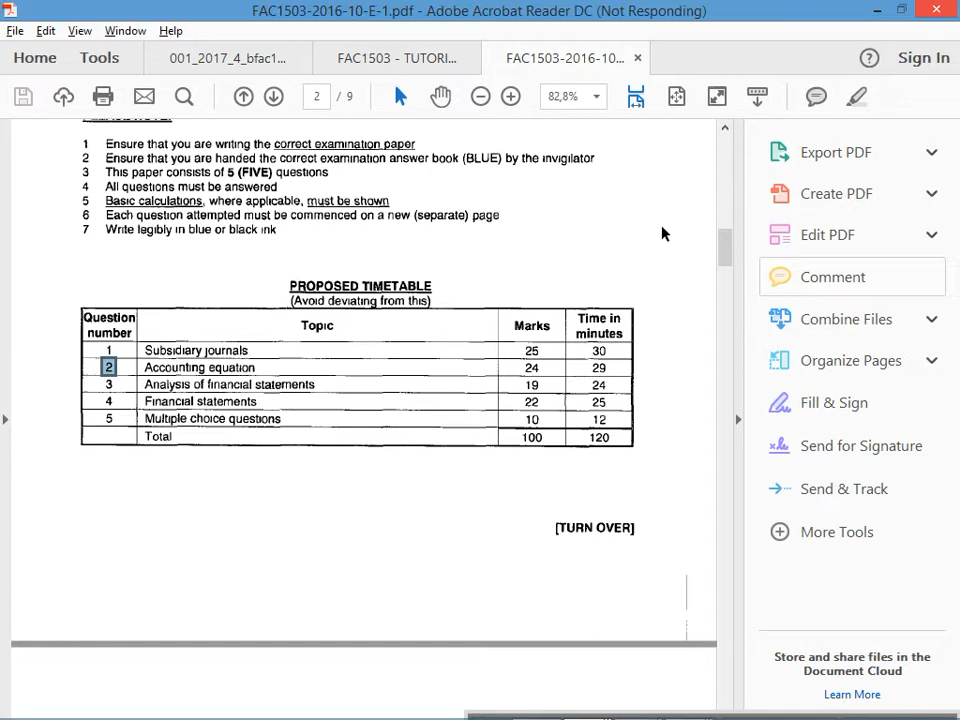 FAC1503-2016-10-E-1.pdf - Adobe Acrobat Reader DC (Not Responding)
File Edit View Window Help
Home Tools 001_2017_4_bfac1... FAC1503 - TUTORI... FAC1503-2016-10... × Sign In
2 / 9 82,8%
1 Ensure that you are writing the correct examination paper
2 Ensure that you are handed the correct examination answer book (BLUE) by the invigilator
3 This paper consists of 5 (FIVE) questions
4 All questions must be answered
5 Basic calculations, where applicable, must be shown
6 Each question attempted must be commenced on a new (separate) page
7 Write legibly in blue or black ink
PROPOSED TIMETABLE
(Avoid deviating from this)
Question number Topic Marks Time in minutes
1 Subsidiary journals 25 30
2 Accounting equation 24 29
3 Analysis of financial statements 19 24
4 Financial statements 22 25
5 Multiple choice questions 10 12
Total 100 120
[TURN OVER]
Export PDF
Create PDF
Edit PDF
Comment
Combine Files
Organize Pages
Fill & Sign
Send for Signature
Send & Track
More Tools
Store and share files in the
Document Cloud
Learn More